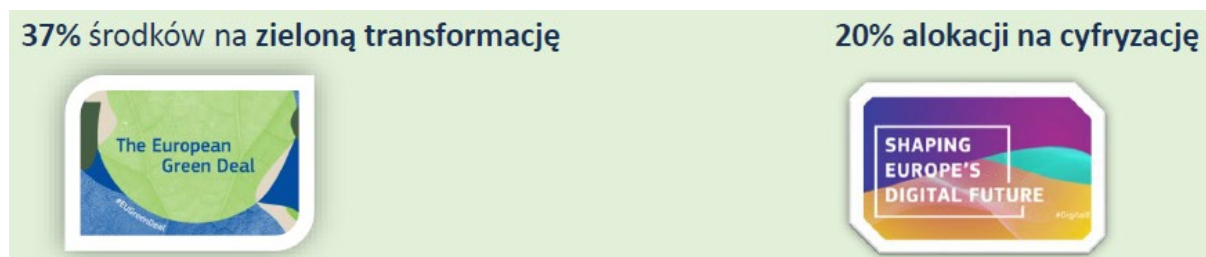 37% środków na zieloną transformację
20% alokacji na cyfryzację
The European
Green Deal
#EUGreenDeal
SHAPING
EUROPE'S
DIGITAL FUTURE